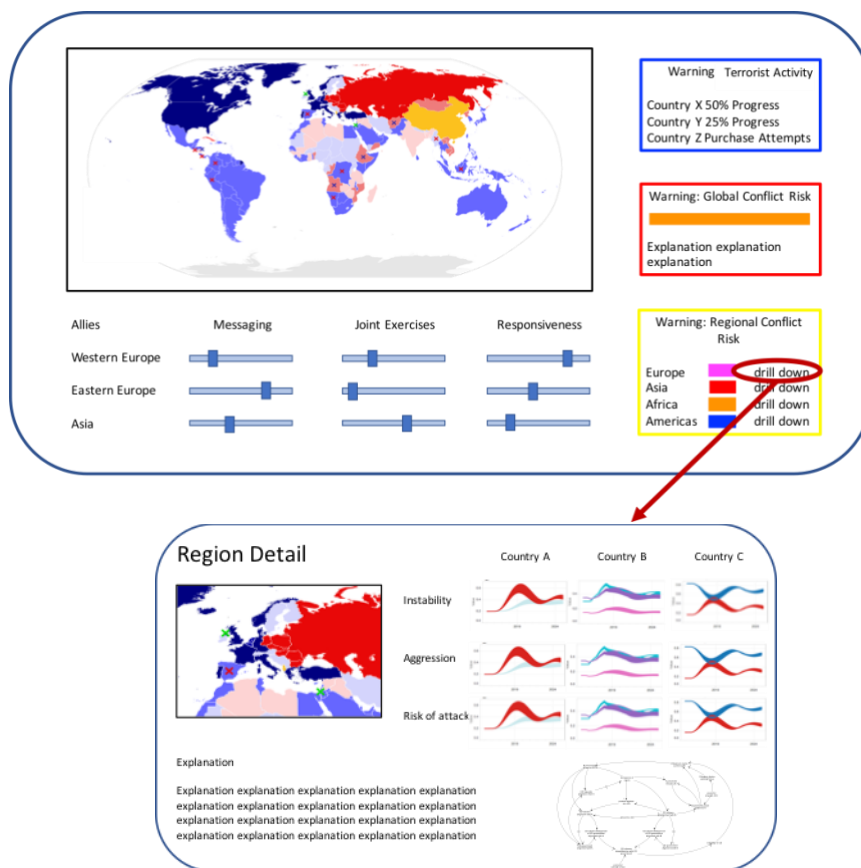 Warning Terrorist Activity
Country X 50% Progress
Country Y 25% Progress
Country Z Purchase Attempts
Warning: Global Conflict Risk
Explanation explanation
explanation
Allies Messaging Joint Exercises Responsiveness
Western Europe
Eastern Europe
Asia
Warning: Regional Conflict
Risk
Europe drill down
Asia drill down
Africa drill down
Americas drill down
Region Detail
Country A Country B Country C
Instability
Aggression
Risk of attack
Explanation
Explanation explanation explanation explanation explanation
explanation explanation explanation explanation explanation
explanation explanation explanation explanation explanation
explanation explanation explanation explanation explanation